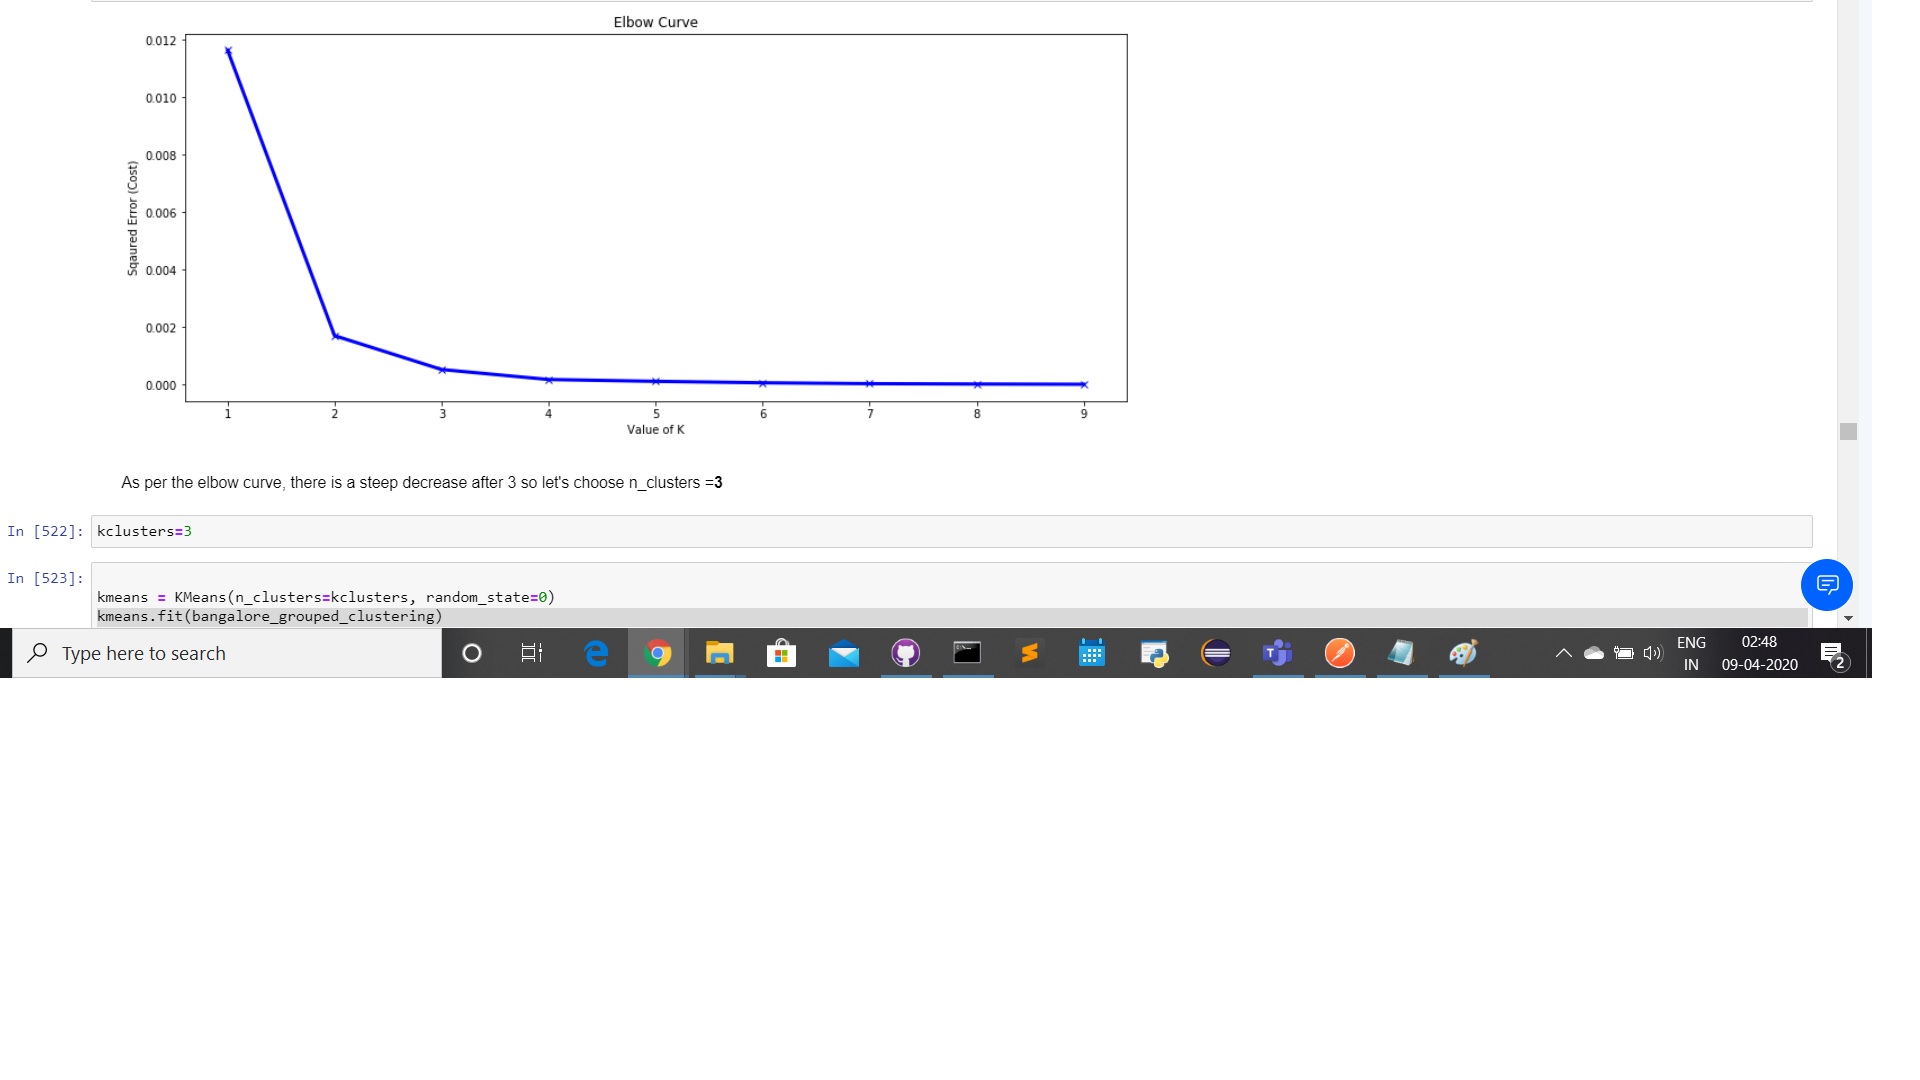 Elbow Curve
0.012
0.010
0.008
0.006
0.004
0.002
0.000
Sqaured Error (Cost)
1 2 3 4 5 6 7 8 9
Value of K
As per the elbow curve, there is a steep decrease after 3 so let's choose n_clusters =3
In [522]: kclusters=3
In [523]:
kmeans = KMeans(n_clusters=kclusters, random_state=0)
kmeans.fit(bangalore_grouped_clustering)
Type here to search
ENG
IN
02:48
09-04-2020
2